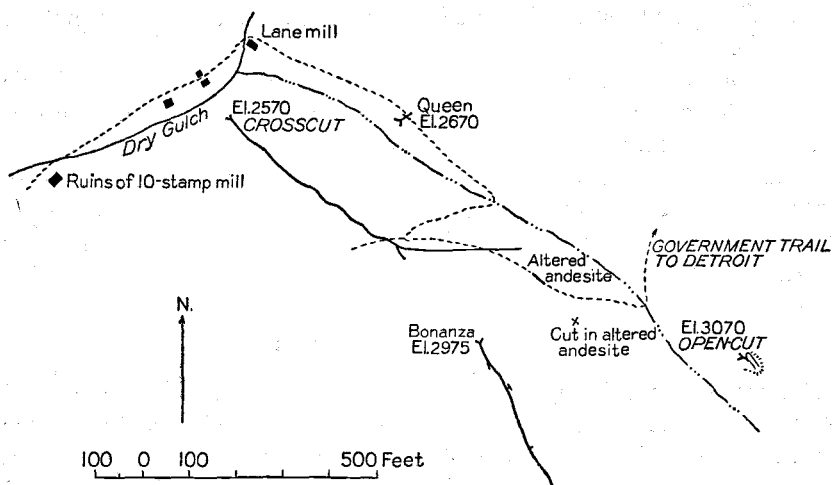 Lane mill
El.2570
CROSSCUT
Queen
El.2670
Dry Gulch
Ruins of 10-stamp mill
GOVERNMENT TRAIL
TO DETROIT
Altered
andesite
Bonanza
El.2975
Cut in altered
andesite
El.3070
OPEN-CUT
N.
100 0 100 500 Feet